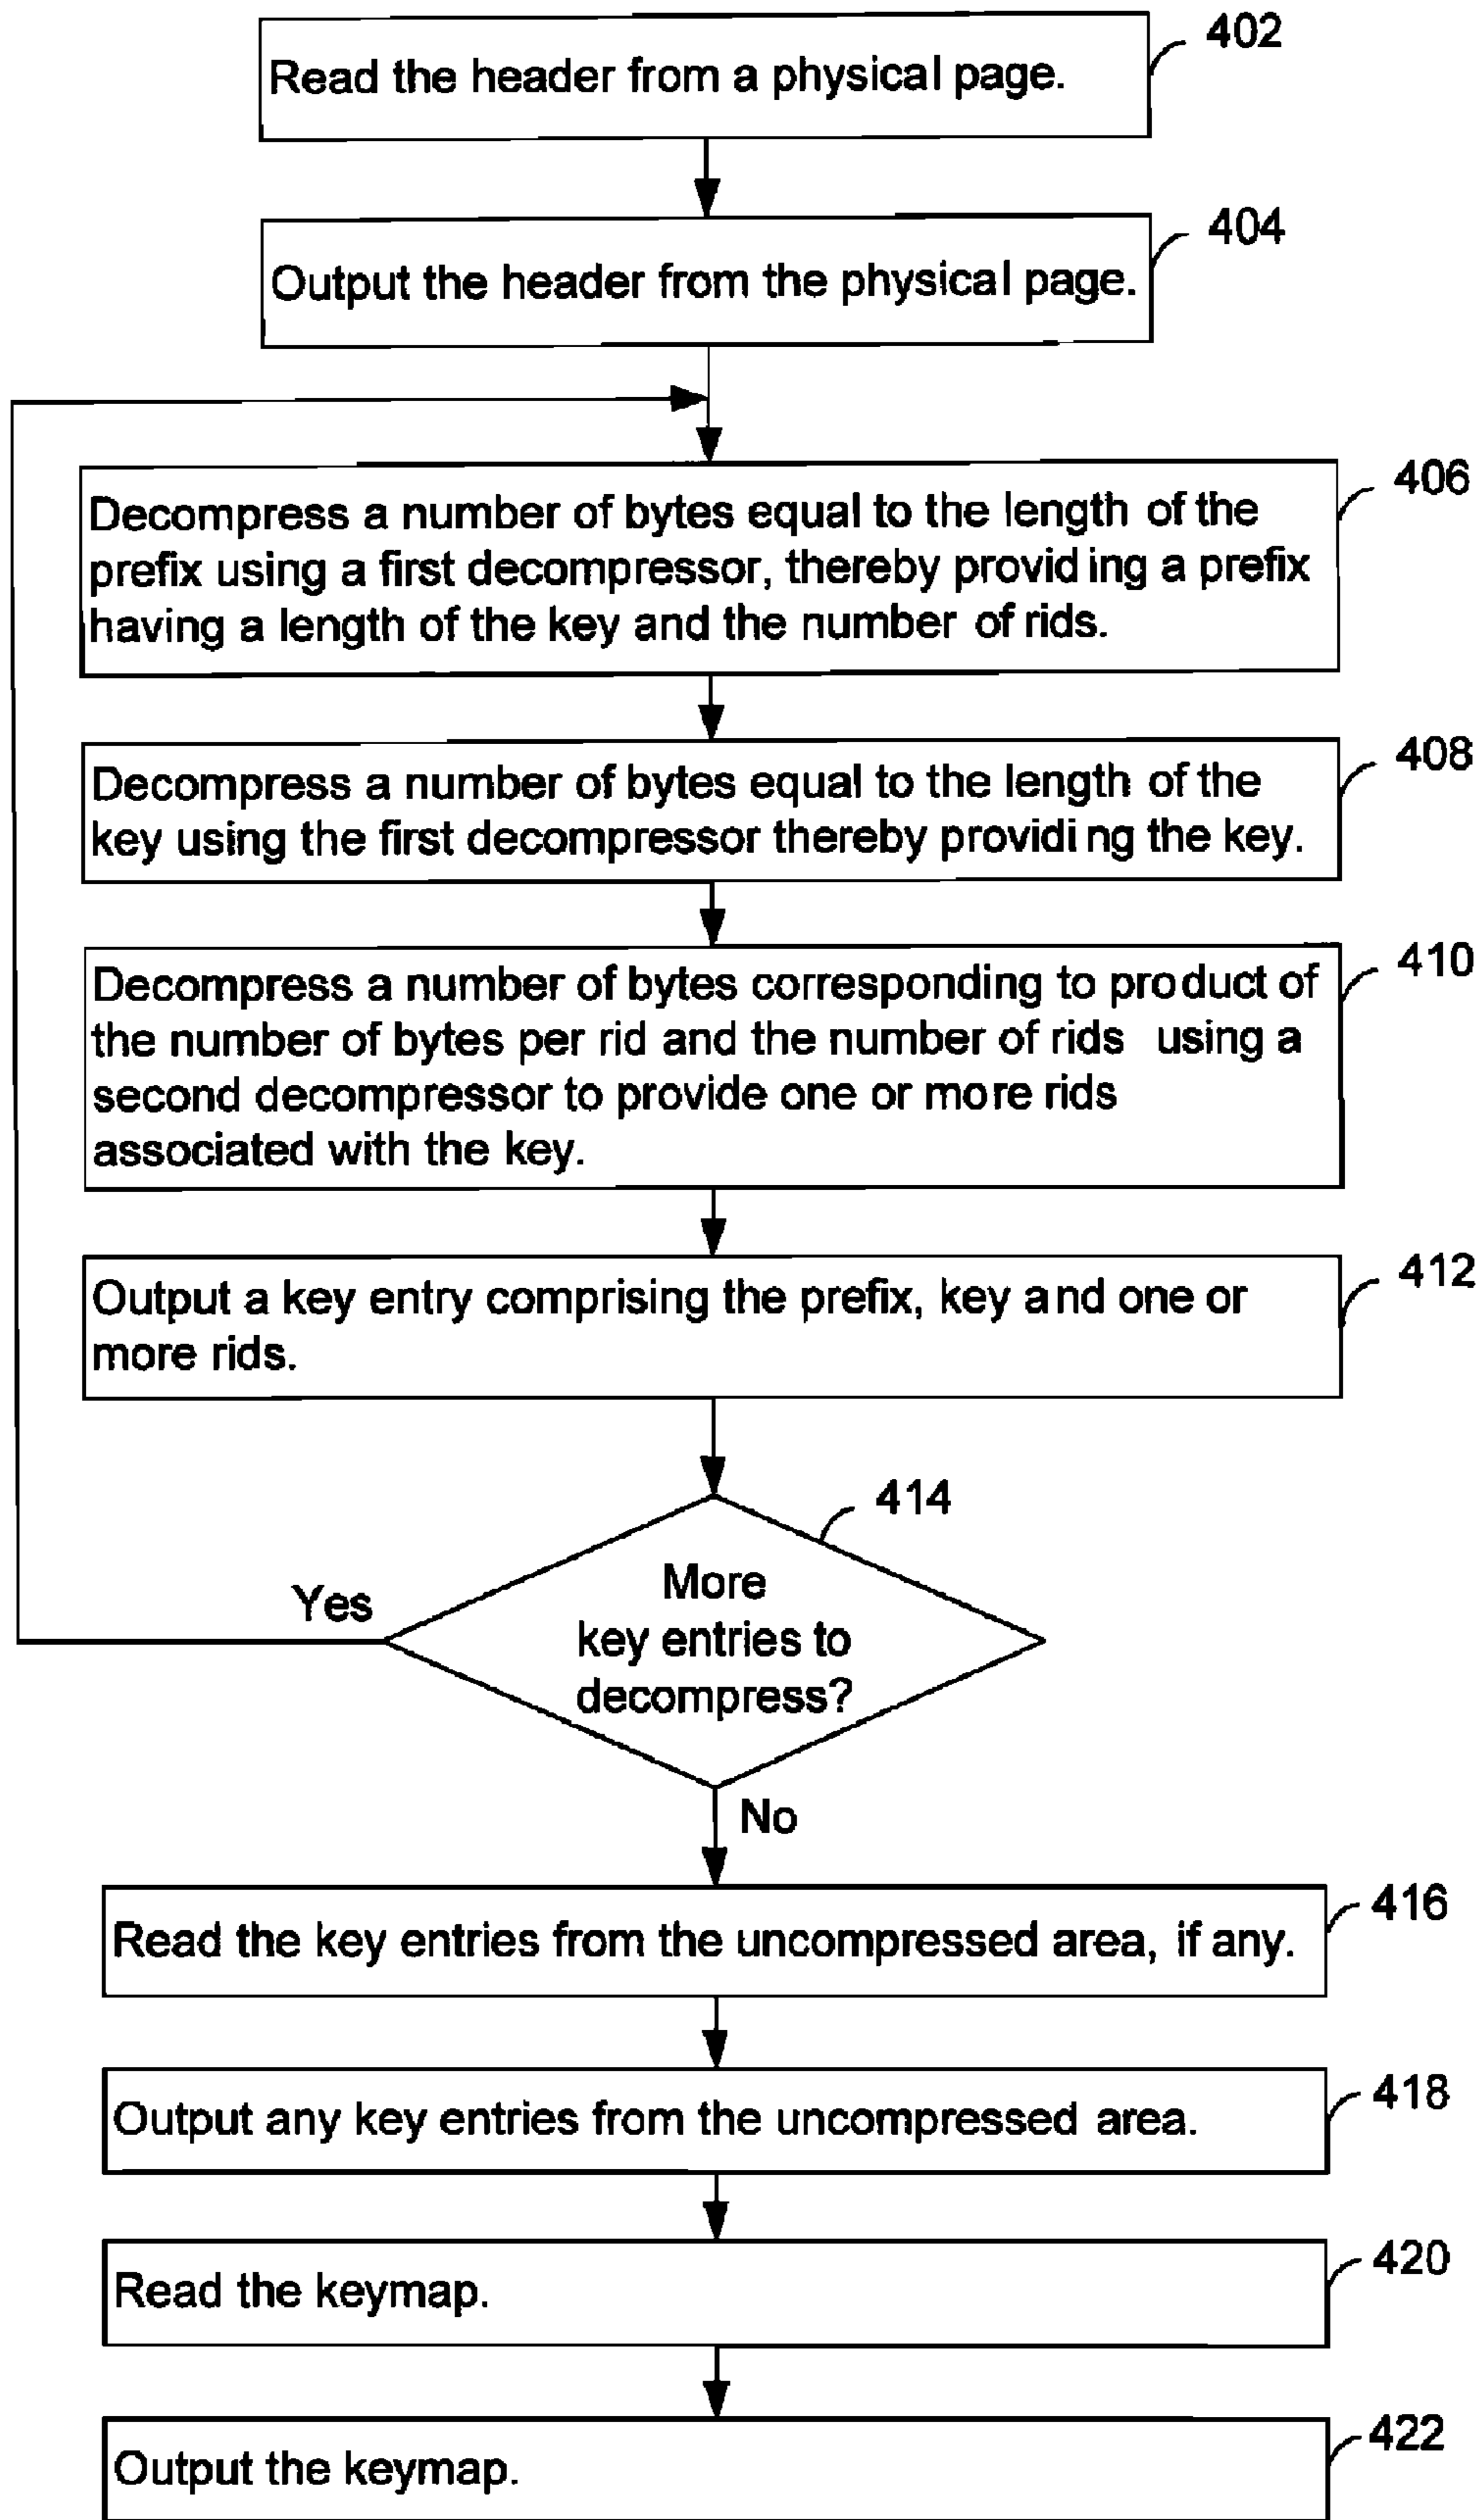 402
Read the header from a physical page.
404
Output the header from the physical page.
406
Decompress a number of bytes equal to the length of the
prefix using a first decompressor, thereby providing a prefix
having a length of the key and the number of rids.
408
Decompress a number of bytes equal to the length of the
key using the first decompressor thereby providing the key.
410
Decompress a number of bytes corresponding to product of
the number of bytes per rid and the number of rids using a
second decompressor to provide one or more rids
associated with the key.
412
Output a key entry comprising the prefix, key and one or
more rids.
414
More
key entries to
decompress?
Yes
No
416
Read the key entries from the uncompressed area, if any.
418
Output any key entries from the uncompressed area.
420
Read the keymap.
422
Output the keymap.